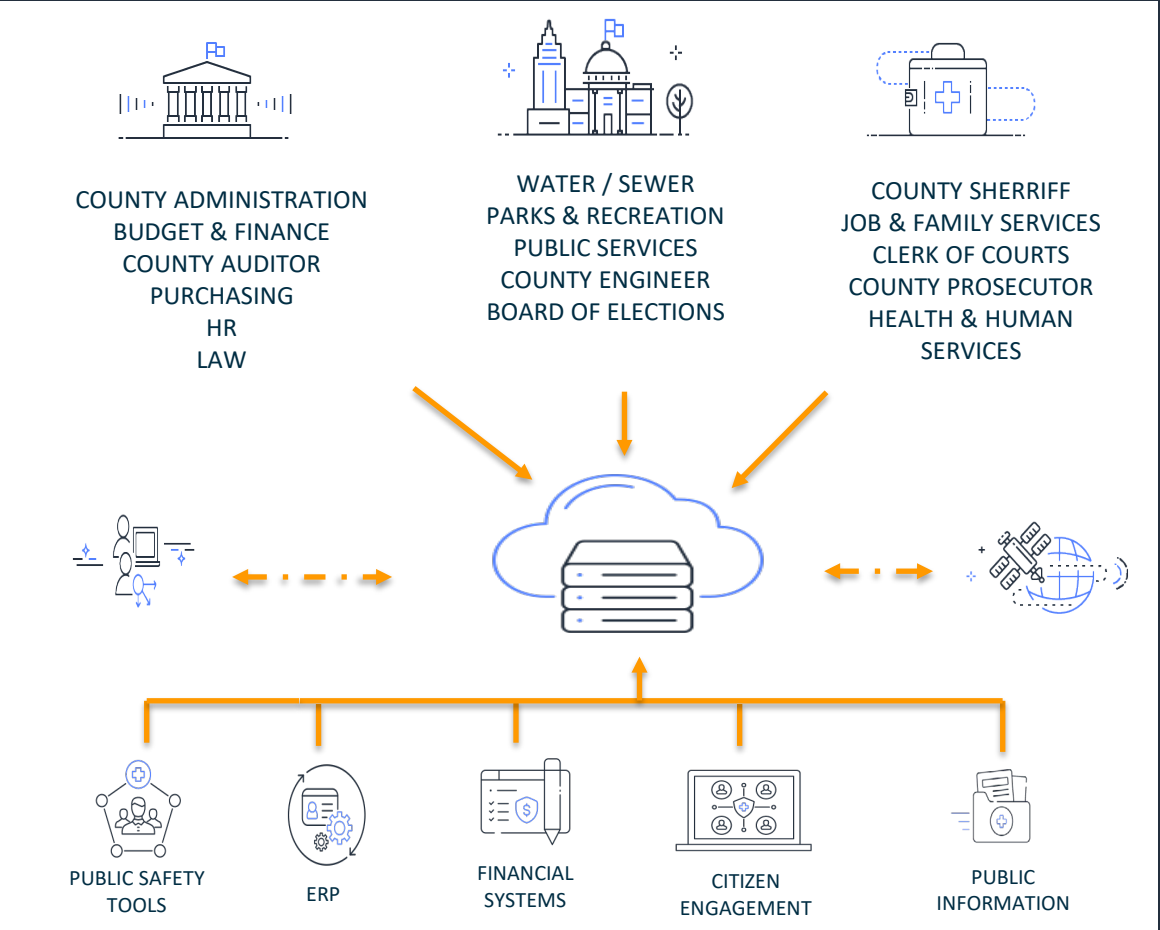 COUNTY ADMINISTRATION
BUDGET & FINANCE
COUNTY AUDITOR
PURCHASING
HR
LAW
WATER / SEWER
PARKS & RECREATION
PUBLIC SERVICES
COUNTY ENGINEER
BOARD OF ELECTIONS
COUNTY SHERRIFF
JOB & FAMILY SERVICES
CLERK OF COURTS
COUNTY PROSECUTOR
HEALTH & HUMAN
SERVICES
$
PUBLIC SAFETY
TOOLS
ERP
FINANCIAL
SYSTEMS
CITIZEN
ENGAGEMENT
PUBLIC
INFORMATION